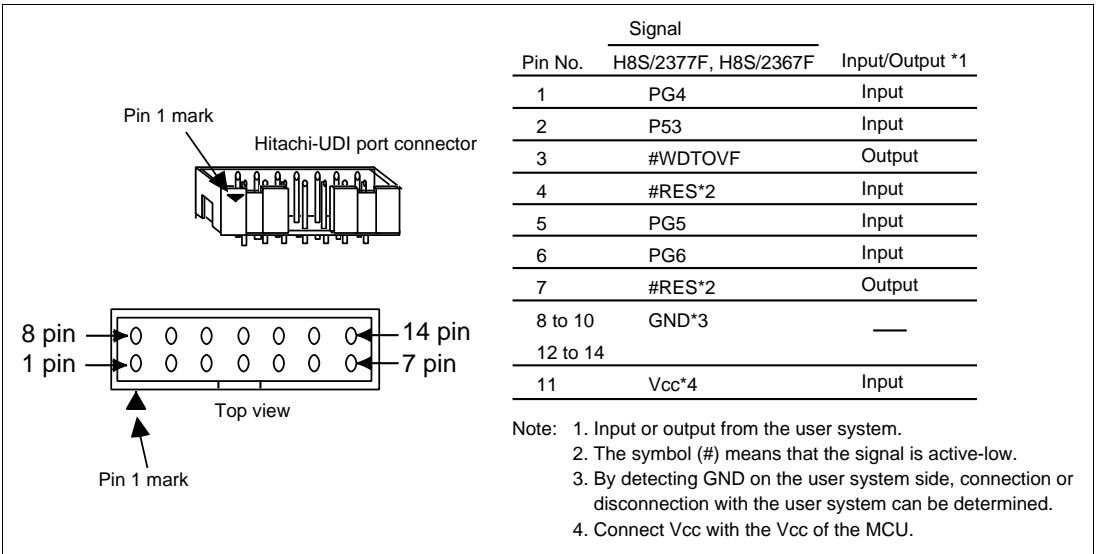 Pin 1 mark
Hitachi-UDI port connector
8 pin
14 pin
1 pin
7 pin
Top view
Pin 1 mark
Signal
Pin No. H8S/2377F, H8S/2367F Input/Output *1
1 PG4 Input
2 P53 Input
3 #WDTOVF Output
4 #RES*2 Input
5 PG5 Input
6 PG6 Input
7 #RES*2 Output
8 to 10 GND*3 —
12 to 14
11 Vcc*4 Input
Note: 1. Input or output from the user system.
2. The symbol (#) means that the signal is active-low.
3. By detecting GND on the user system side, connection or
disconnection with the user system can be determined.
4. Connect Vcc with the Vcc of the MCU.